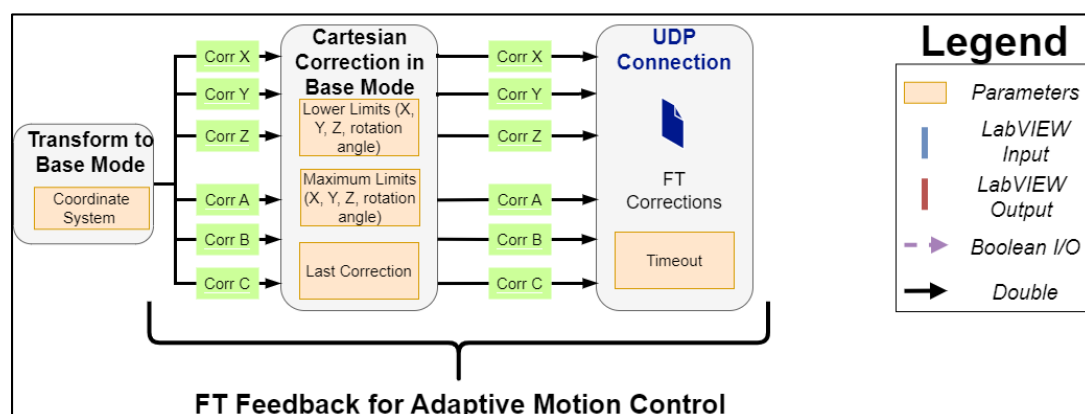 Transform to
Base Mode
Coordinate
System
Corr X
Corr Y
Corr Z
Corr A
Corr B
Corr C
Cartesian
Correction in
Base Mode
Lower Limits (X,
Y, Z, rotation
angle)
Maximum Limits
(X, Y, Z, rotation
angle)
Last Correction
Corr X
Corr Y
Corr Z
Corr A
Corr B
Corr C
UDP
Connection
FT
Corrections
Timeout
FT Feedback for Adaptive Motion Control
Legend
Parameters
LabVIEW
Input
LabVIEW
Output
Boolean I/O
Double